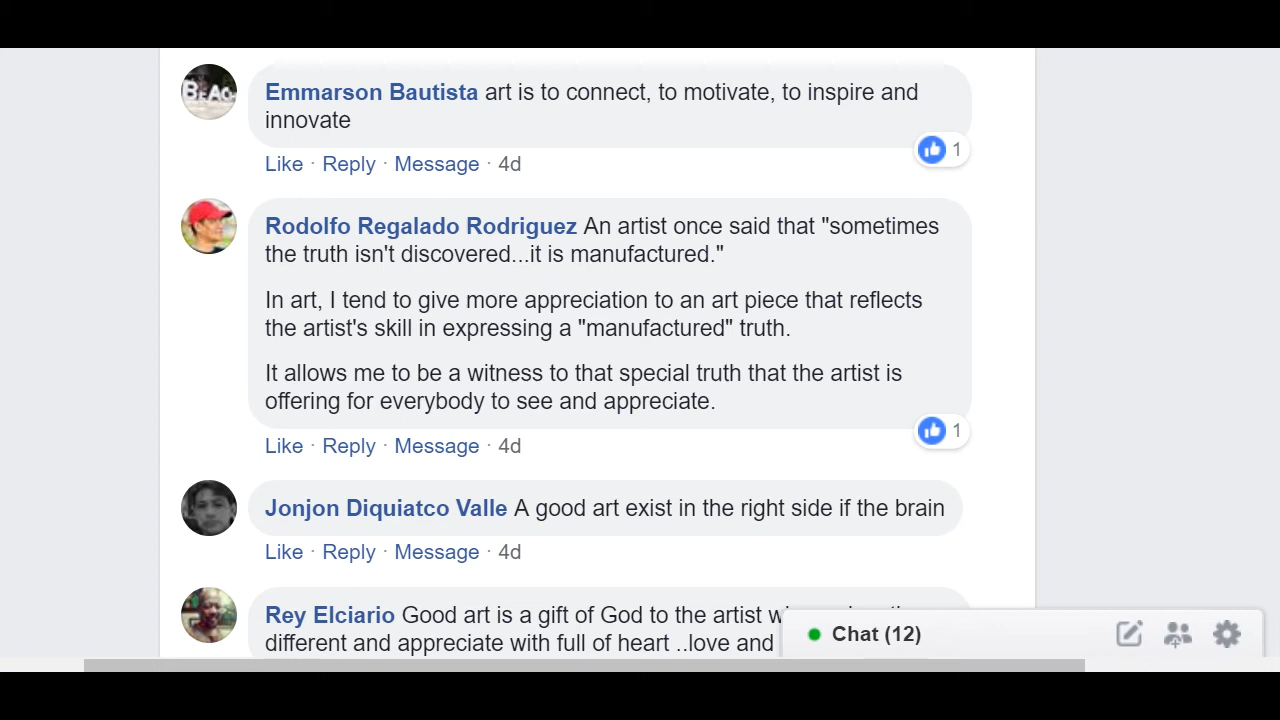 BEACH
Emmarson Bautista art is to connect, to motivate, to inspire and
innovate
1
Like · Reply · Message · 4d
Rodolfo Regalado Rodriguez An artist once said that "sometimes
the truth isn't discovered...it is manufactured."
In art, I tend to give more appreciation to an art piece that reflects
the artist's skill in expressing a "manufactured" truth.
It allows me to be a witness to that special truth that the artist is
offering for everybody to see and appreciate.
1
Like · Reply · Message · 4d
Jonjon Diquiatco Valle A good art exist in the right side if the brain
Like · Reply · Message · 4d
Rey Elciario Good art is a gift of God to the artist
different and appreciate with full of heart ..love and
Chat (12)